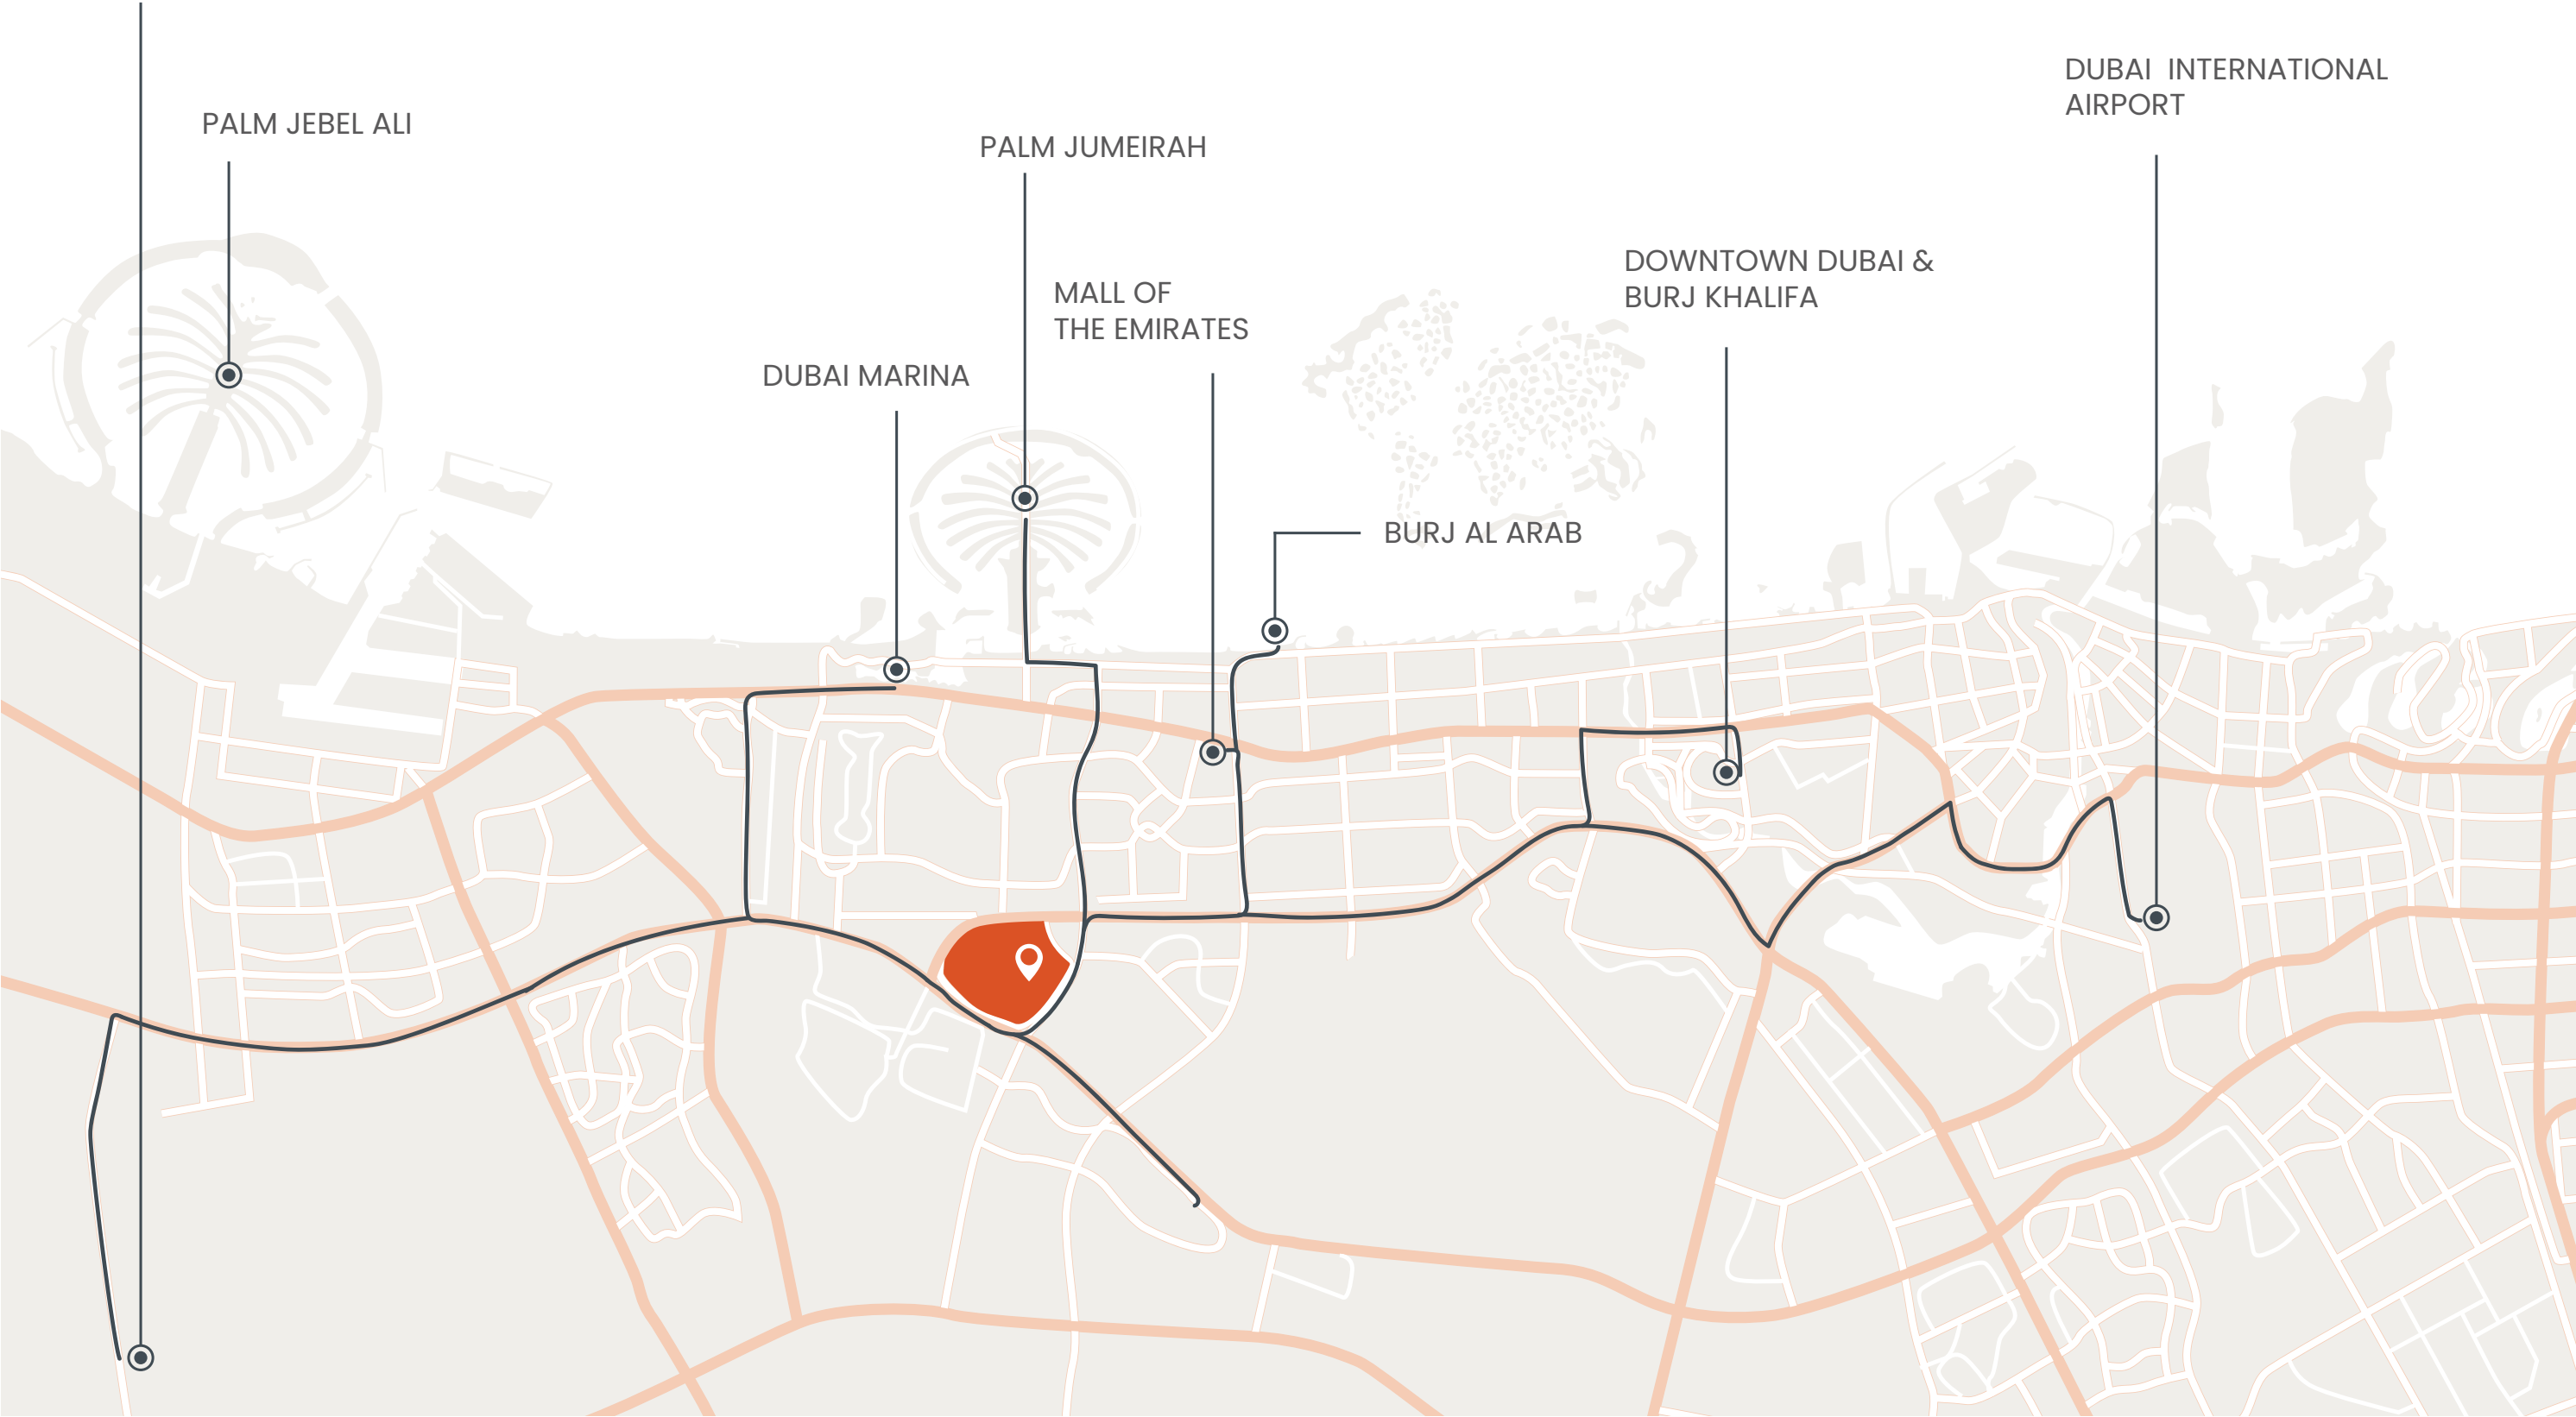 DUBAI INTERNATIONAL
AIRPORT
PALM JEBEL ALI
PALM JUMEIRAH
DOWNTOWN DUBAI &
BURJ KHALIFA
MALL OF
THE EMIRATES
DUBAI MARINA
BURJ AL ARAB